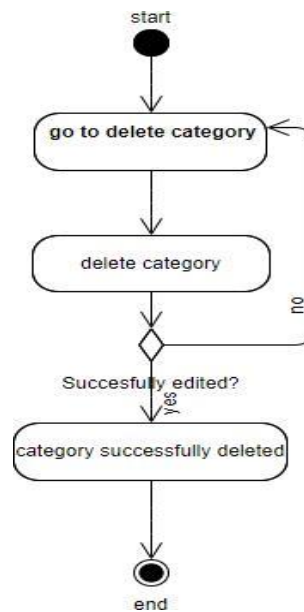 start
go to delete category
delete category
no
Succesfully edited?
yes
category successfully deleted
end